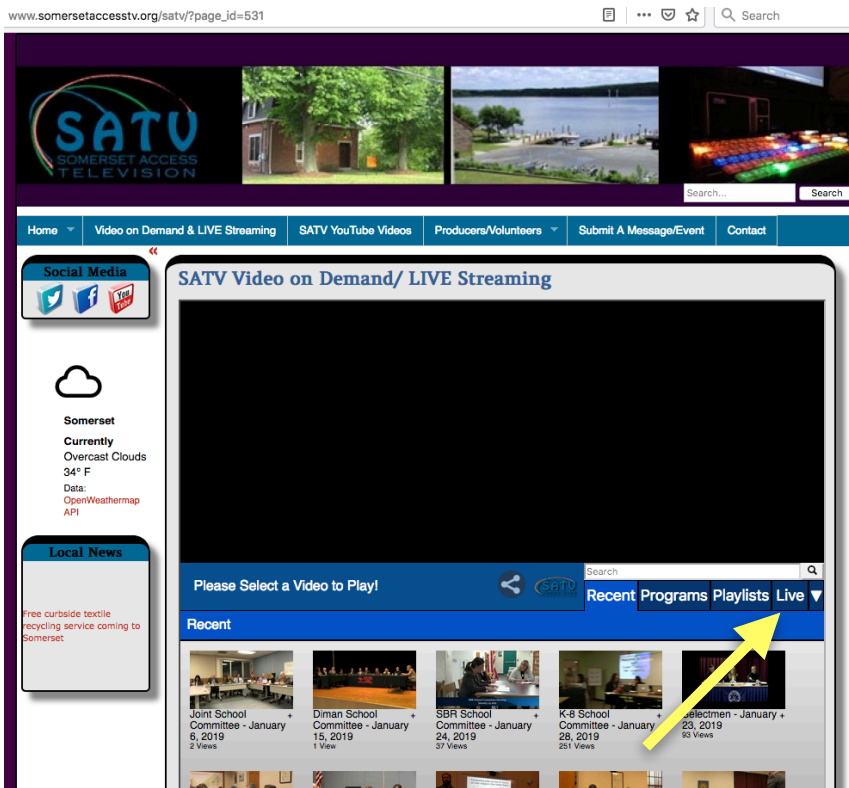 www.somersetaccesstv.org/satv/?page_id=531
Search
SATV
SOMERSET ACCESS
TELEVISION
Search...
Search
Home
Video on Demand & LIVE Streaming
SATV YouTube Videos
Producers/Volunteers
Submit A Message/Event
Contact
«
Social Media
You
Tube
SATV Video on Demand/ LIVE Streaming
Somerset
Currently
Overcast Clouds
34° F
Data:
OpenWeathermap
API
Local News
Free curbside textile
recycling service coming to
Somerset
Please Select a Video to Play!
SATV
Search
Recent
Programs
Playlists
Live
▼
Recent
Joint School +
Committee - January
6, 2019
2 Views
Diman School +
Committee - January
15, 2019
1 View
SBR School +
Committee - January
24, 2019
37 Views
K-8 School +
Committee - January
28, 2019
251 Views
Selectmen - January +
23, 2019
93 Views